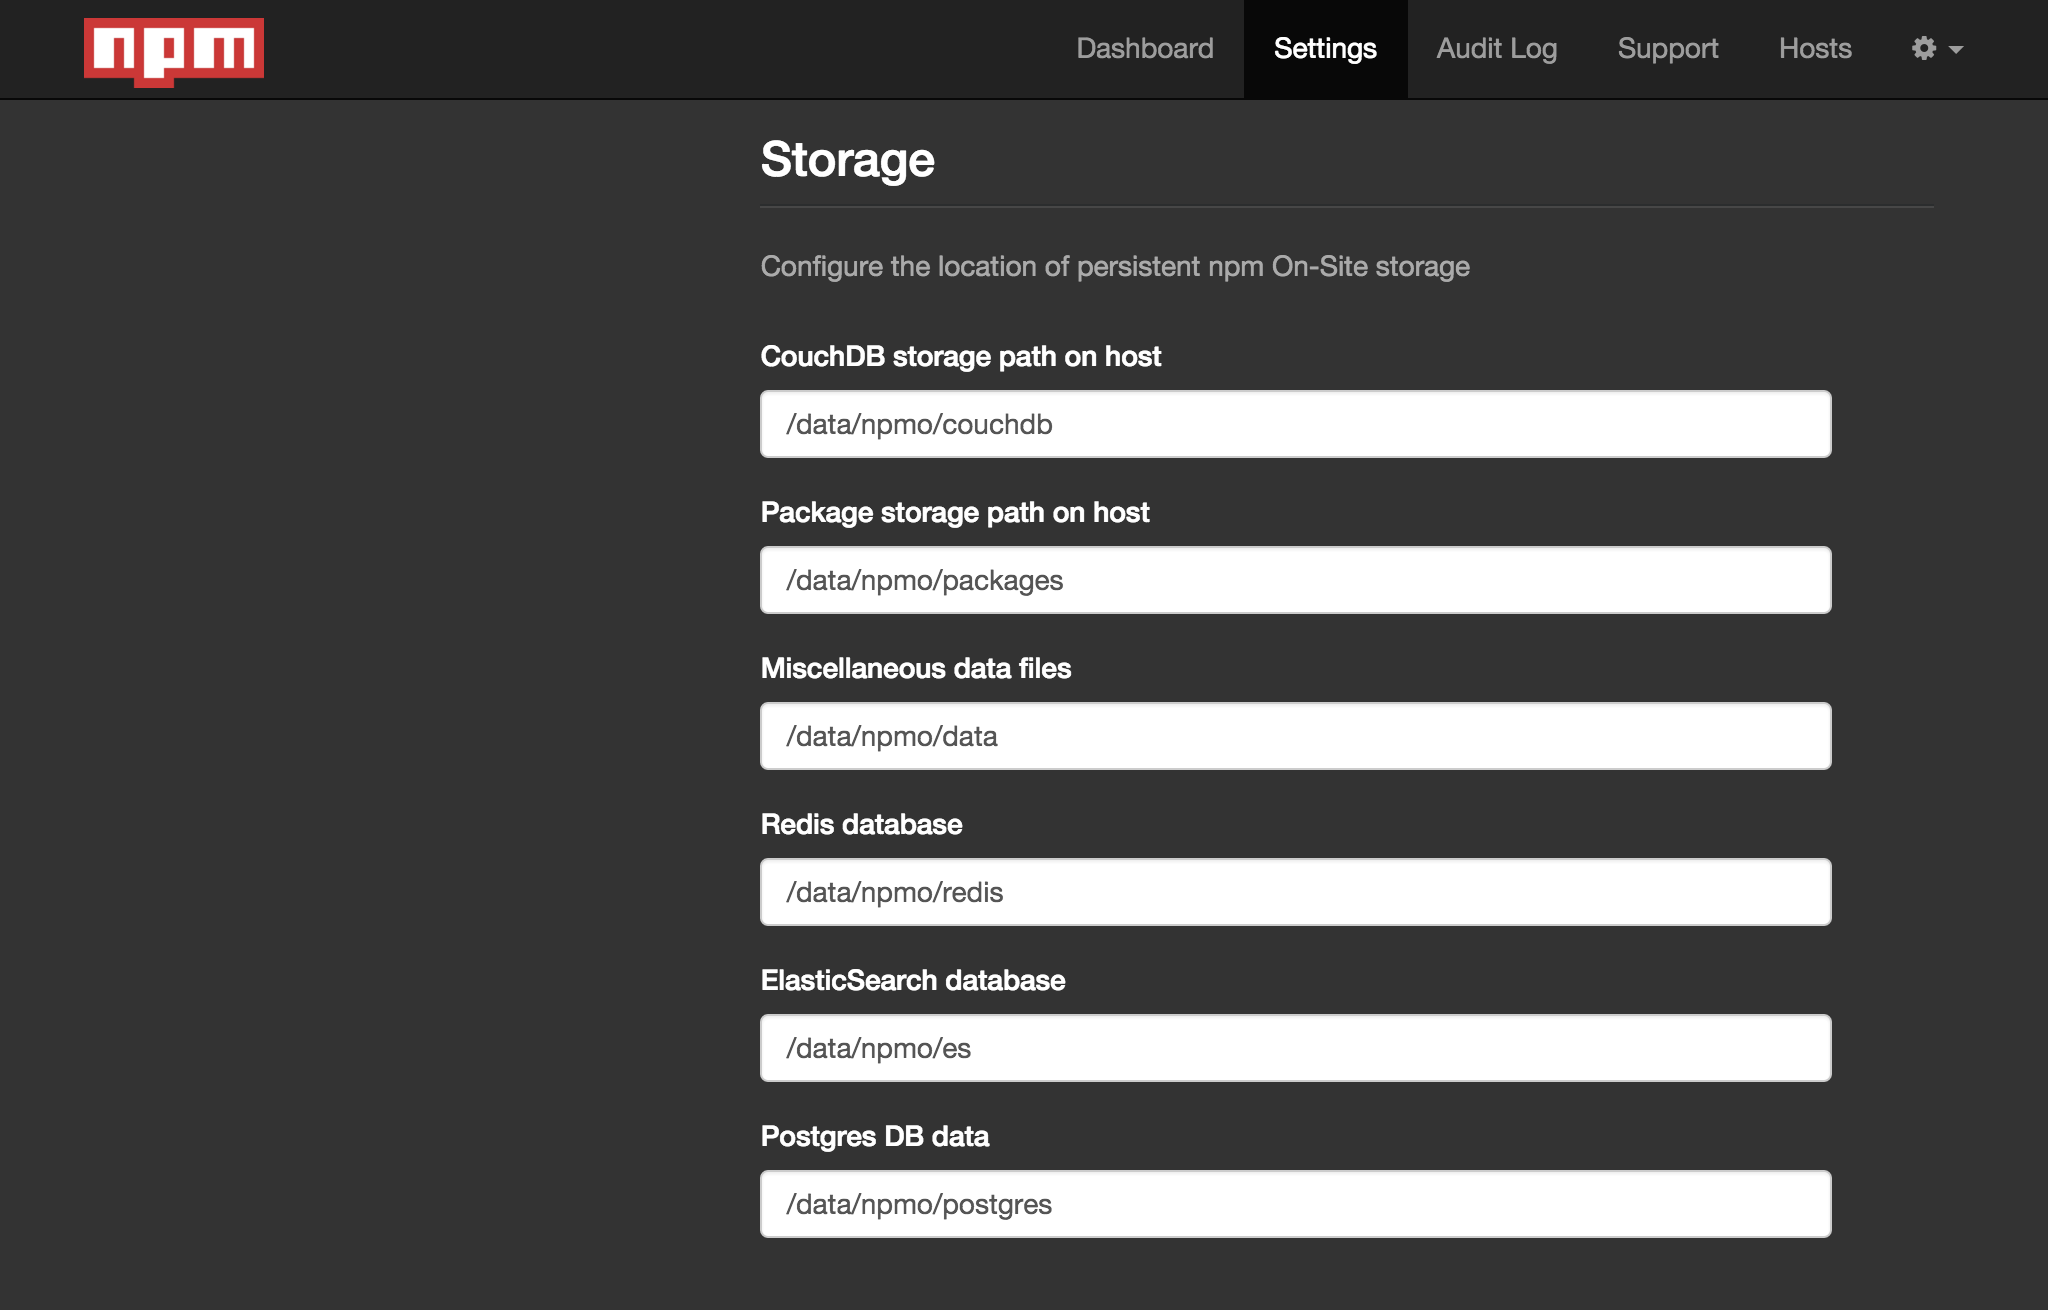 npm
Dashboard Settings Audit Log Support Hosts
Storage
Configure the location of persistent npm On-Site storage
CouchDB storage path on host
/data/npmo/couchdb
Package storage path on host
/data/npmo/packages
Miscellaneous data files
/data/npmo/data
Redis database
/data/npmo/redis
ElasticSearch database
/data/npmo/es
Postgres DB data
/data/npmo/postgres